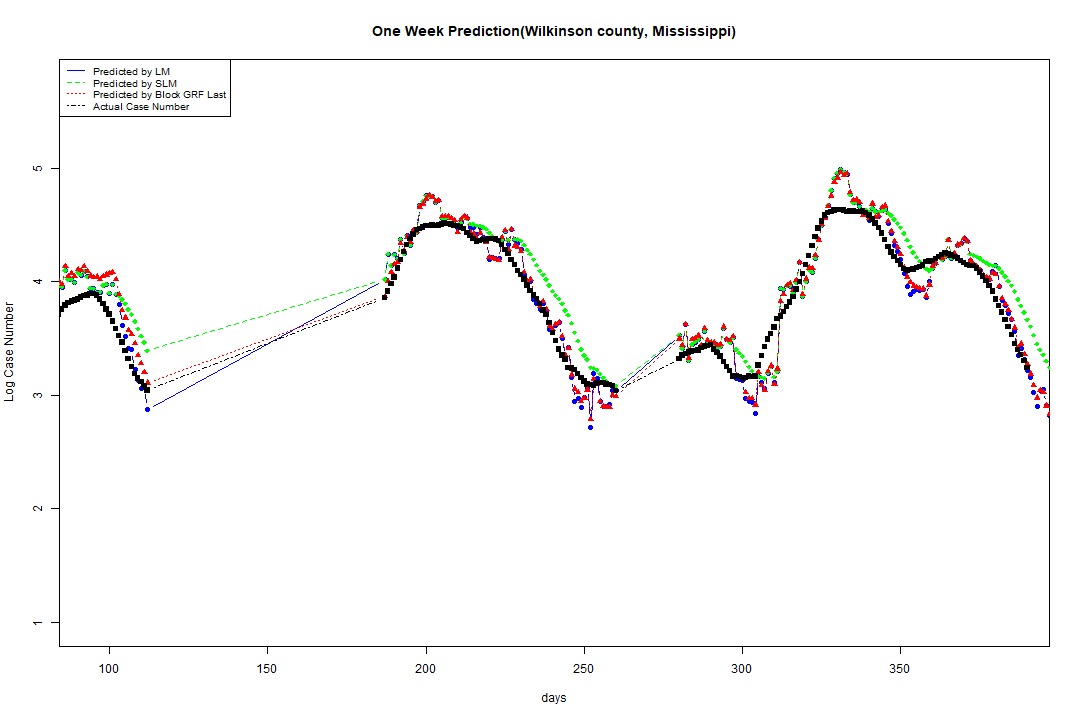 One Week Prediction(Wilkinson county, Mississippi)
Predicted by LM
Predicted by SLM
Predicted by Block GRF Last
Actual Case Number
5
4
3
2
1
Log Case Number
100 150 200 250 300 350
days